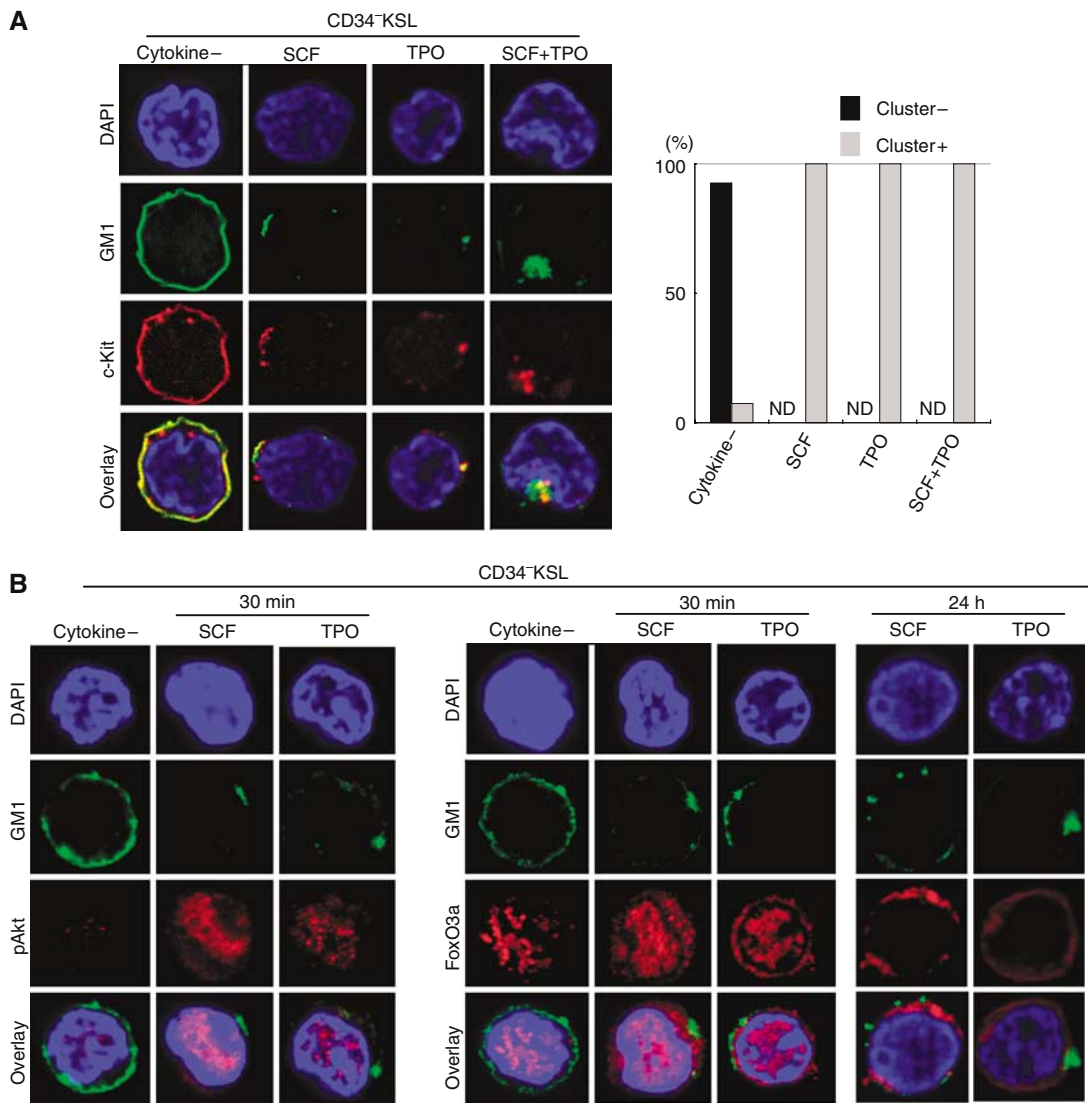 A
CD34⁻KSL
Cytokine− SCF TPO SCF+TPO
DAPI
GM1
c-Kit
Overlay
Cluster−
Cluster+
(%)
100
50
0
ND ND ND
Cytokine− SCF TPO SCF+TPO
B
CD34⁻KSL
30 min 30 min 24 h
Cytokine− SCF TPO Cytokine− SCF TPO SCF TPO
DAPI DAPI
GM1 GM1
pAkt FoxO3a
Overlay Overlay